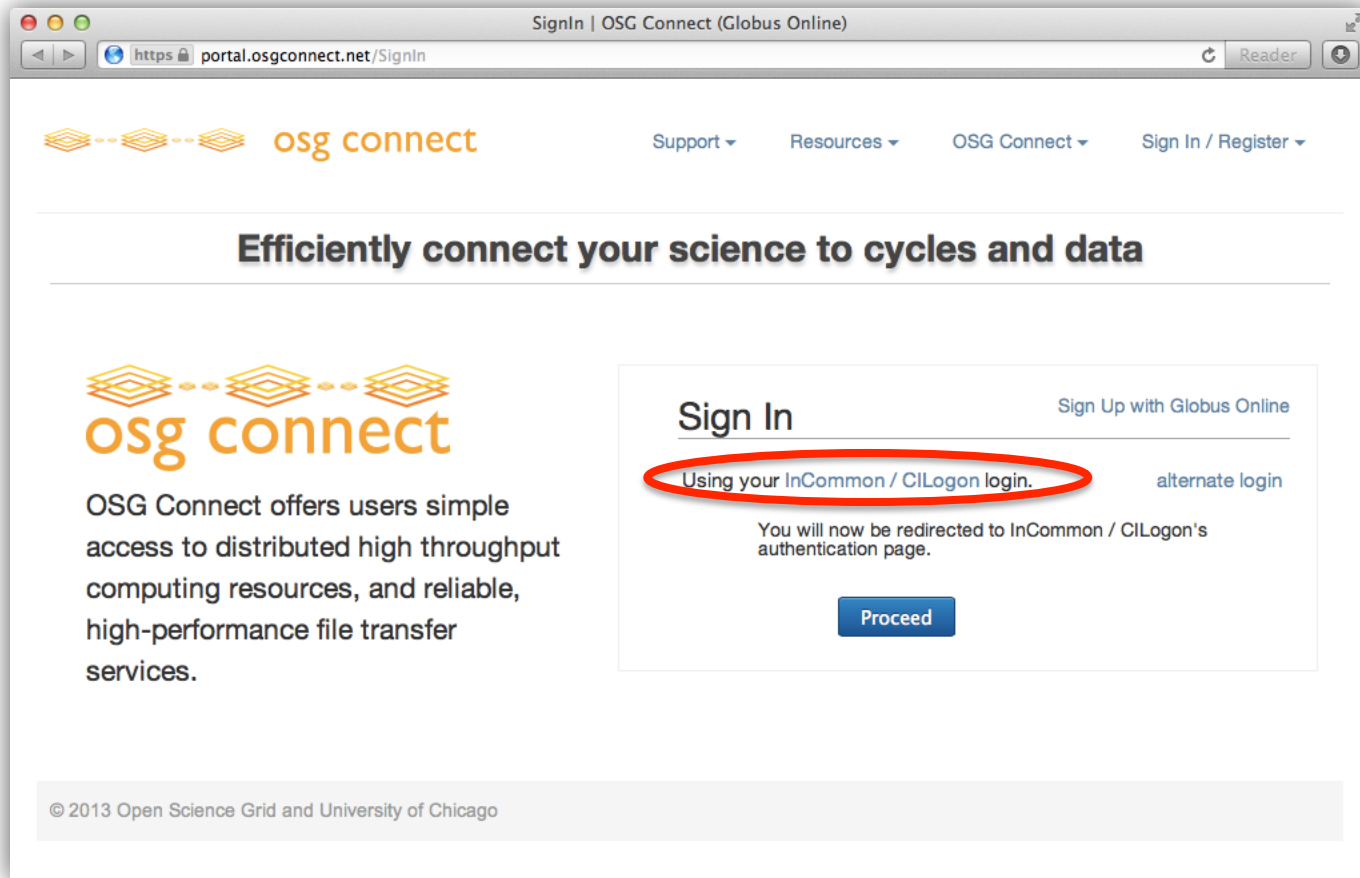 SignIn | OSG Connect (Globus Online)
https portal.osgconnect.net/SignIn
Reader
osg connect
Support
Resources
OSG Connect
Sign In / Register
Efficiently connect your science to cycles and data
osg connect
OSG Connect offers users simple
access to distributed high throughput
computing resources, and reliable,
high-performance file transfer
services.
Sign In
Sign Up with Globus Online
Using your InCommon / CILogon login.
alternate login
You will now be redirected to InCommon / CILogon's
authentication page.
Proceed
© 2013 Open Science Grid and University of Chicago